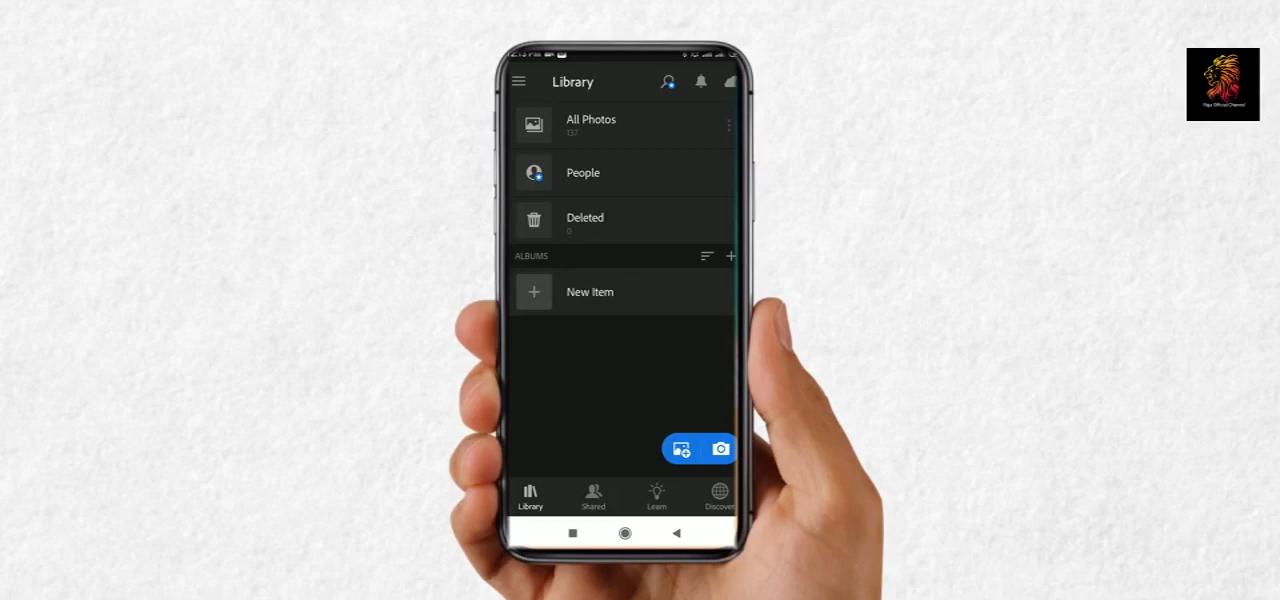 Library
All Photos
137
People
Deleted
0
ALBUMS
New Item
Library
Shared
Learn
Discover